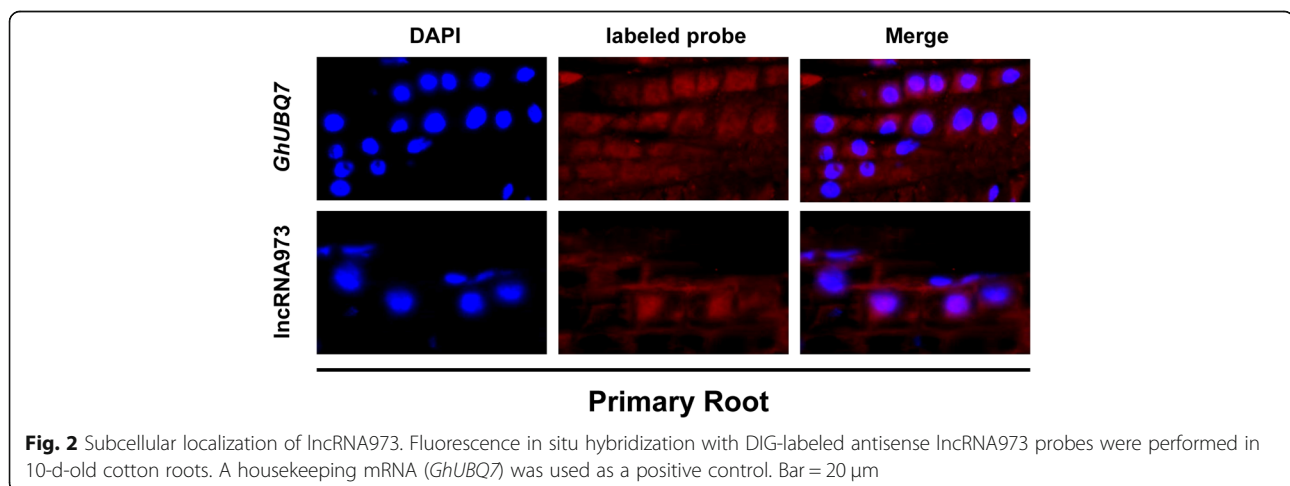 DAPI labeled probe Merge
GhUBQ7
lncRNA973
Primary Root
Fig. 2 Subcellular localization of lncRNA973. Fluorescence in situ hybridization with DIG-labeled antisense lncRNA973 probes were performed in
10-d-old cotton roots. A housekeeping mRNA (GhUBQ7) was used as a positive control. Bar = 20 μm